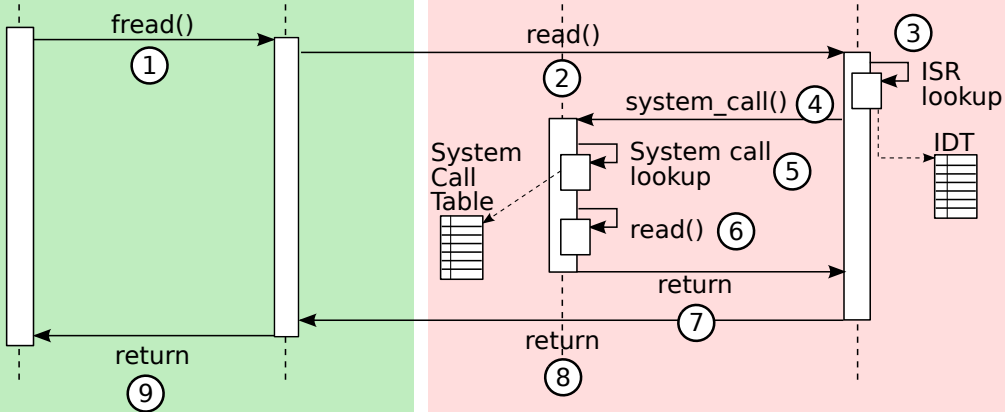 fread()
1
read()
2
3
ISR
lookup
system_call()
4
IDT
System
Call
Table
System call
lookup
5
read()
6
return
7
return
8
return
9